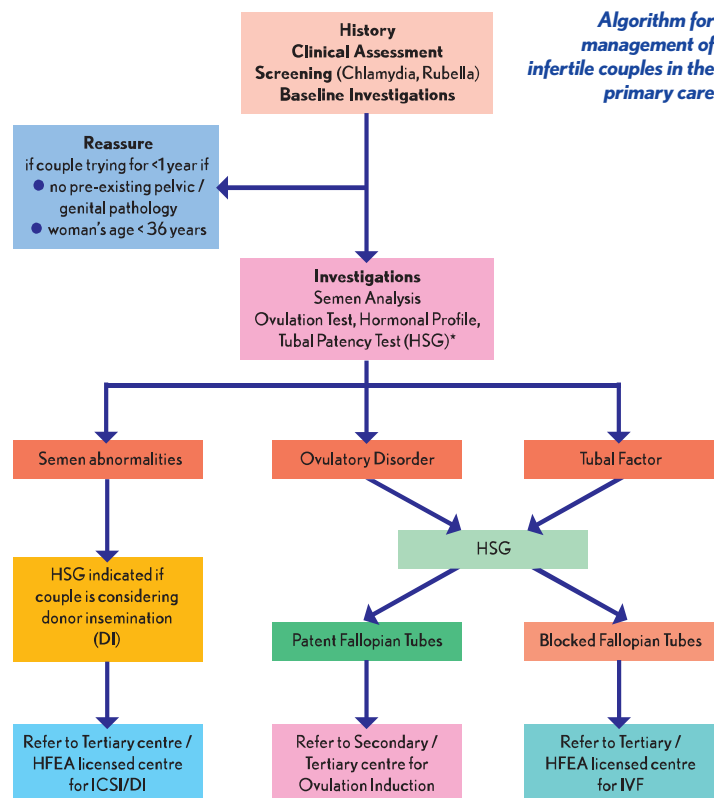 Algorithm for
management of
infertile couples in the
primary care
History
Clinical Assessment
Screening (Chlamydia, Rubella)
Baseline Investigations
Reassure
if couple trying for <1 year if
● no pre-existing pelvic /
genital pathology
● woman's age < 36 years
Investigations
Semen Analysis
Ovulation Test, Hormonal Profile,
Tubal Patency Test (HSG)*
Semen abnormalities
Ovulatory Disorder
Tubal Factor
HSG
HSG indicated if
couple is considering
donor insemination
(DI)
Patent Fallopian Tubes
Blocked Fallopian Tubes
Refer to Tertiary centre /
HFEA licensed centre
for ICSI/DI
Refer to Secondary /
Tertiary centre for
Ovulation Induction
Refer to Tertiary /
HFEA licensed centre
for IVF